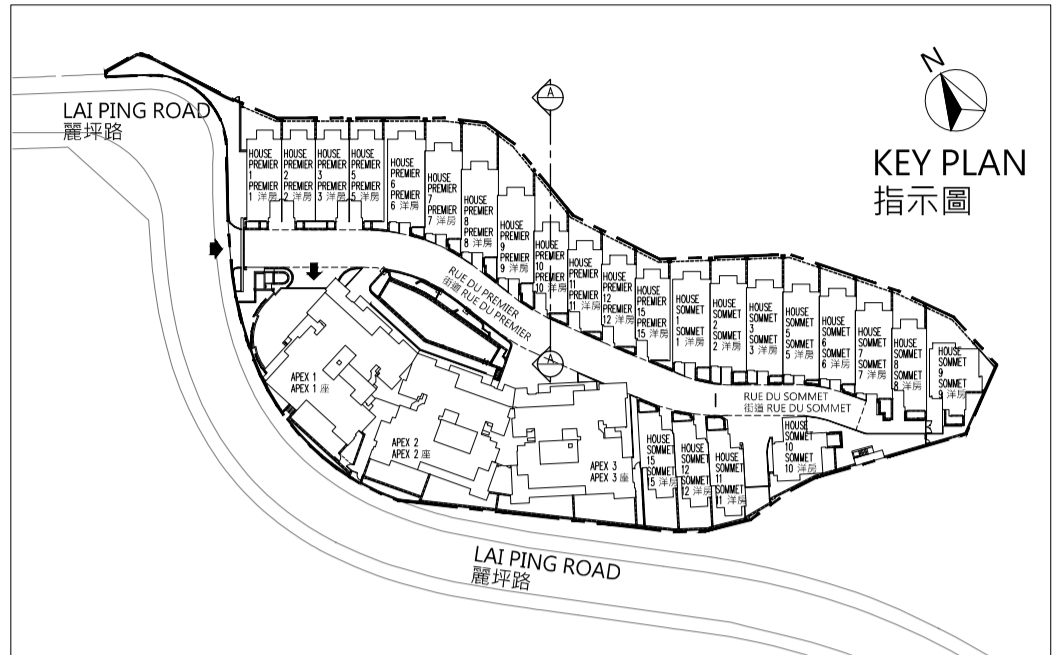 N
KEY PLAN
指示圖
LAI PING ROAD
麗坪路
A
HOUSE
PREMIER
1
PREMIER
1 洋房
HOUSE
PREMIER
2
PREMIER
2 洋房
HOUSE
PREMIER
3
PREMIER
3 洋房
HOUSE
PREMIER
5
PREMIER
5 洋房
HOUSE
PREMIER
6
PREMIER
6 洋房
HOUSE
PREMIER
7
PREMIER
7 洋房
HOUSE
PREMIER
8
PREMIER
8 洋房
HOUSE
PREMIER
9
PREMIER
9 洋房
HOUSE
PREMIER
10
PREMIER
10 洋房
HOUSE
PREMIER
11
PREMIER
11 洋房
HOUSE
PREMIER
12
PREMIER
12 洋房
HOUSE
PREMIER
15
PREMIER
15 洋房
HOUSE
SOMMET
1
SOMMET
1 洋房
HOUSE
SOMMET
2
SOMMET
2 洋房
HOUSE
SOMMET
3
SOMMET
3 洋房
HOUSE
SOMMET
5
SOMMET
5 洋房
HOUSE
SOMMET
6
SOMMET
6 洋房
HOUSE
SOMMET
7
SOMMET
7 洋房
HOUSE
SOMMET
8
SOMMET
8 洋房
HOUSE
SOMMET
9
SOMMET
9 洋房
RUE DU PREMIER
街道 RUE DU PREMIER
A
RUE DU SOMMET
街道 RUE DU SOMMET
APEX 1
APEX 1 座
APEX 2
APEX 2 座
APEX 3
APEX 3 座
HOUSE
SOMMET
15
SOMMET
15 洋房
HOUSE
SOMMET
12
SOMMET
12 洋房
HOUSE
SOMMET
11
SOMMET
11 洋房
HOUSE
SOMMET
10
SOMMET
10 洋房
LAI PING ROAD
麗坪路